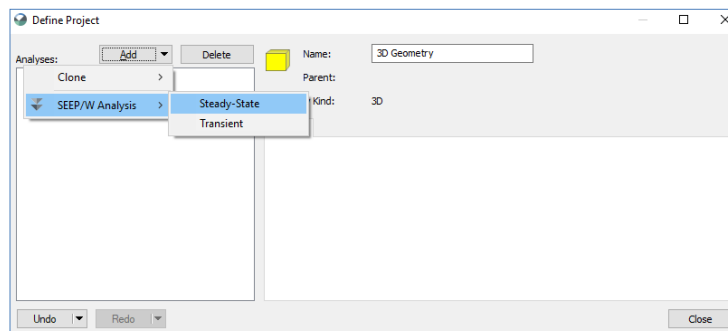 Define Project
Analyses: Add Delete
Name: 3D Geometry
Clone
Parent:
SEEP/W Analysis
Steady-State
Kind: 3D
Transient
Undo Redo Close